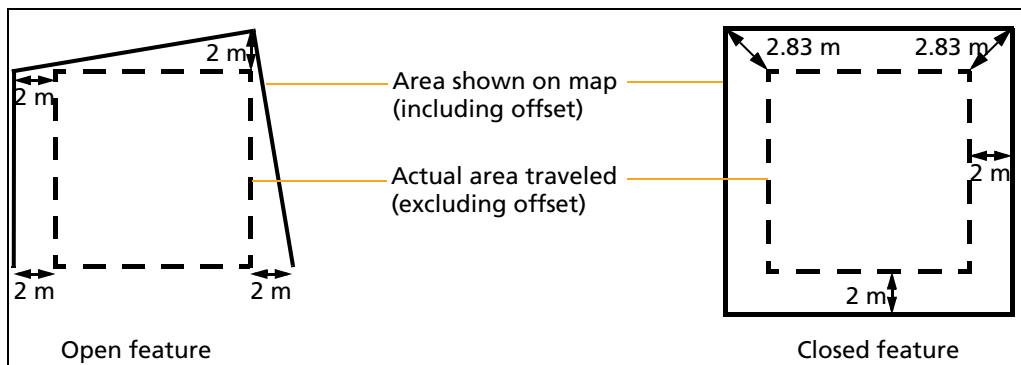 2 m
2 m
2 m
2 m
Open feature
Area shown on map
(including offset)
Actual area traveled
(excluding offset)
2.83 m
2.83 m
2 m
2 m
Closed feature